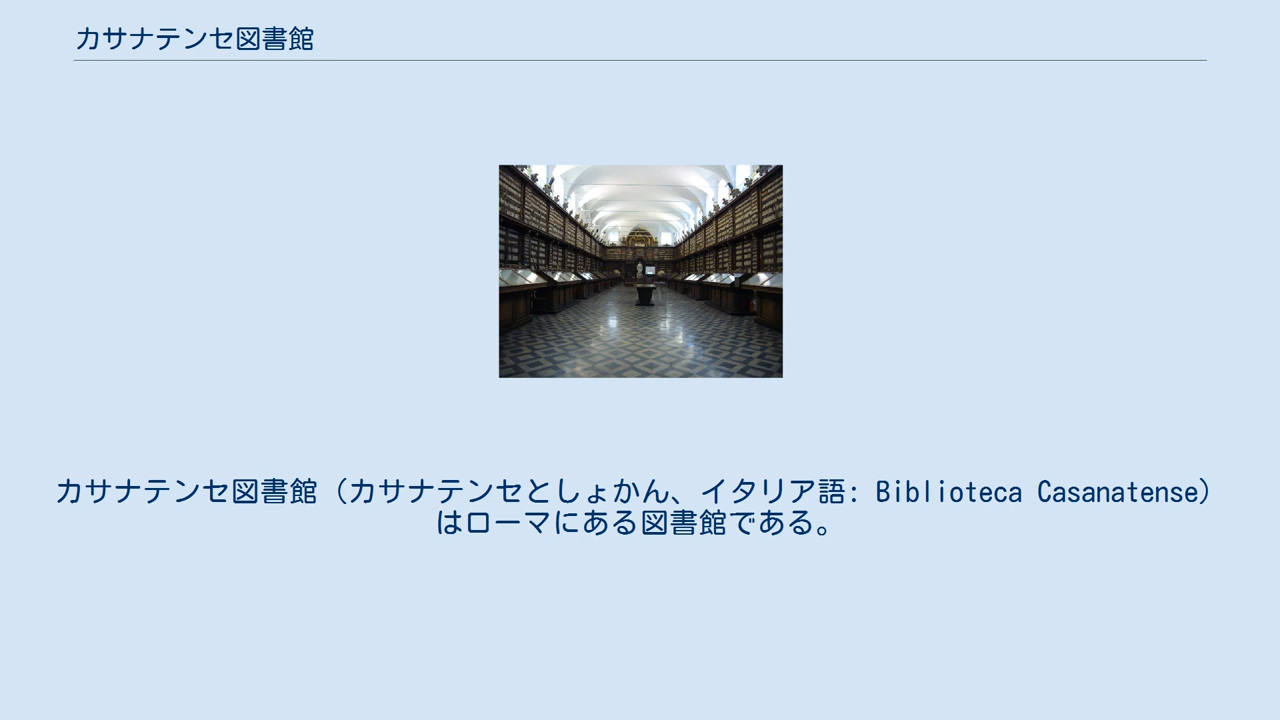 カサナテンセ図書館
カサナテンセ図書館（カサナテンセとしょかん、イタリア語: Biblioteca Casanatense）
はローマにある図書館である。